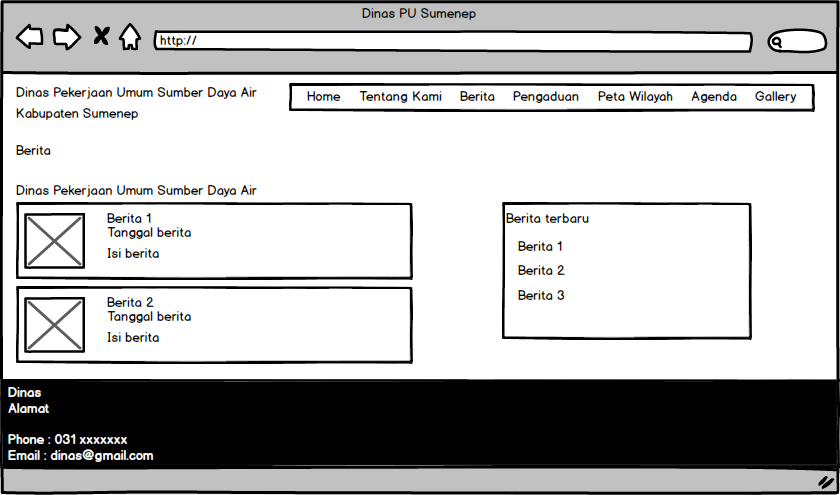 Dinas PU Sumenep
http://
Dinas Pekerjaan Umum Sumber Daya Air
Kabupaten Sumenep
Home Tentang Kami Berita Pengaduan Peta Wilayah Agenda Gallery
Berita
Dinas Pekerjaan Umum Sumber Daya Air
Berita 1
Tanggal berita
Isi berita
Berita 2
Tanggal berita
Isi berita
Berita terbaru
Berita 1
Berita 2
Berita 3
Dinas
Alamat
Phone : 031 xxxxxxx
Email : dinas@gmail.com